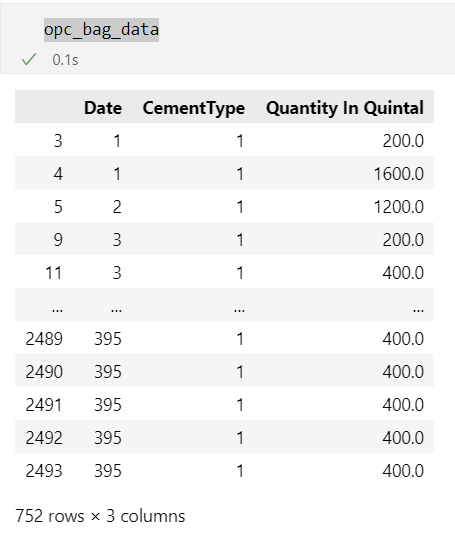 opc_bag_data
✓ 0.1s
Date CementType Quantity In Quintal
3 1 1 200.0
4 1 1 1600.0
5 2 1 1200.0
9 3 1 200.0
11 3 1 400.0
... ... ... ...
2489 395 1 400.0
2490 395 1 400.0
2491 395 1 400.0
2492 395 1 400.0
2493 395 1 400.0
752 rows × 3 columns